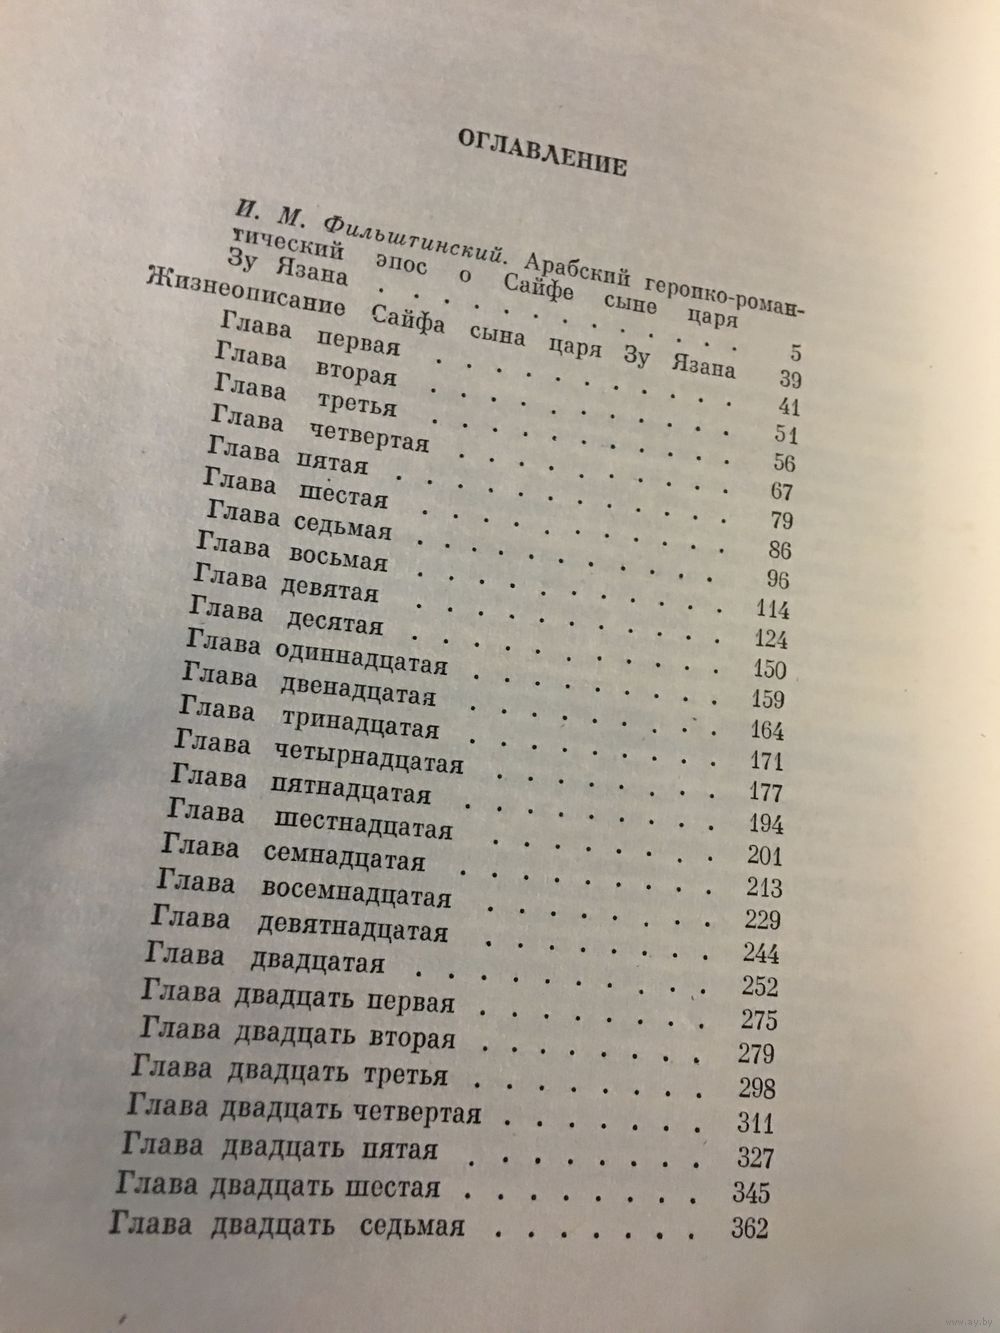 ОГЛАВЛЕНИЕ
И. М. Фильштинский. Арабский героико-роман-
тический эпос о Сайфе сыне царя
Зу Язана . . . . . . . . . . . . 5
Жизнеописание Сайфа сына царя Зу Язана 39
Глава первая . . . . . . . . . . 41
Глава вторая . . . . . . . . . . 51
Глава третья . . . . . . . . . . 56
Глава четвертая . . . . . . . . . 67
Глава пятая . . . . . . . . . . . 79
Глава шестая . . . . . . . . . . 86
Глава седьмая . . . . . . . . . . 96
Глава восьмая . . . . . . . . . . 114
Глава девятая . . . . . . . . . . 124
Глава десятая . . . . . . . . . . 150
Глава одиннадцатая . . . . . . . . 159
Глава двенадцатая . . . . . . . . 164
Глава тринадцатая . . . . . . . . 171
Глава четырнадцатая . . . . . . . 177
Глава пятнадцатая . . . . . . . . 194
Глава шестнадцатая . . . . . . . . 201
Глава семнадцатая . . . . . . . . 213
Глава восемнадцатая . . . . . . . 229
Глава девятнадцатая . . . . . . . 244
Глава двадцатая . . . . . . . . . 252
Глава двадцать первая . . . . . . . 275
Глава двадцать вторая . . . . . . . 279
Глава двадцать третья . . . . . . . 298
Глава двадцать четвертая . . . . . . 311
Глава двадцать пятая . . . . . . . 327
Глава двадцать шестая . . . . . . . 345
Глава двадцать седьмая . . . . . . 362
www.ay.by